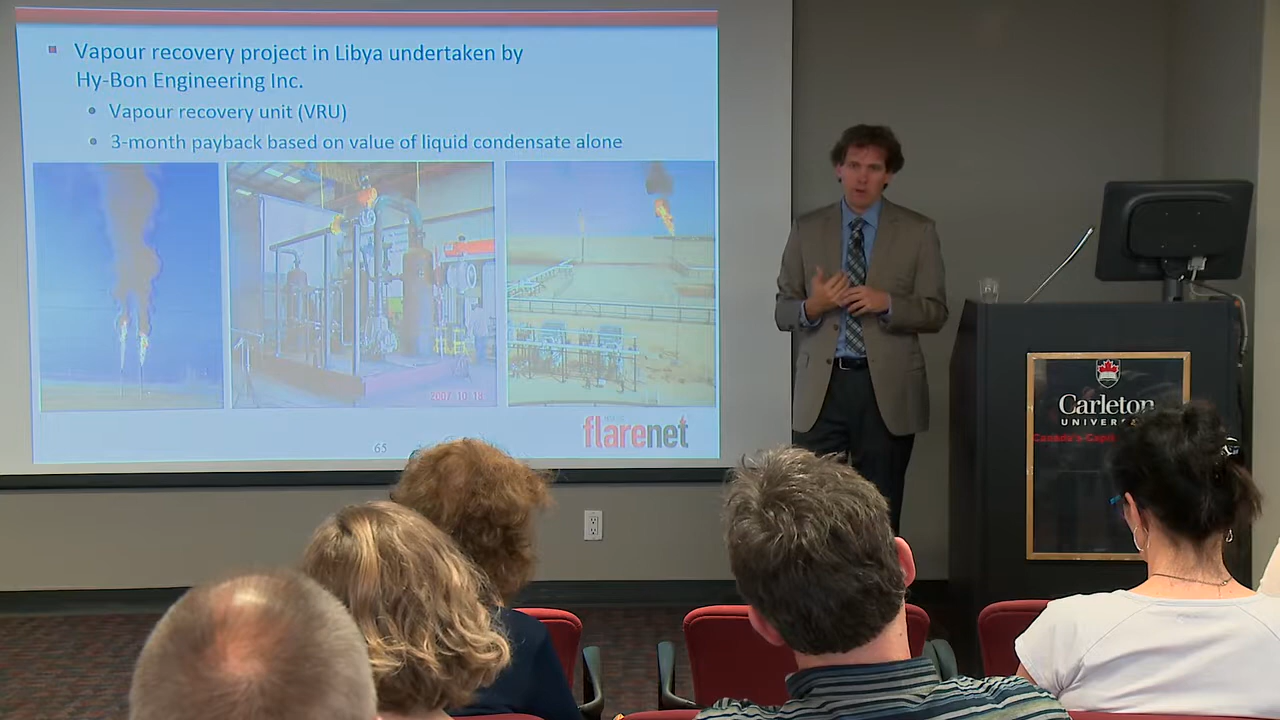 Vapour recovery project in Libya undertaken by
Hy-Bon Engineering Inc.
Vapour recovery unit (VRU)
3-month payback based on value of liquid condensate alone
2007 10 18
flarenet
65
Carleton
Canada's